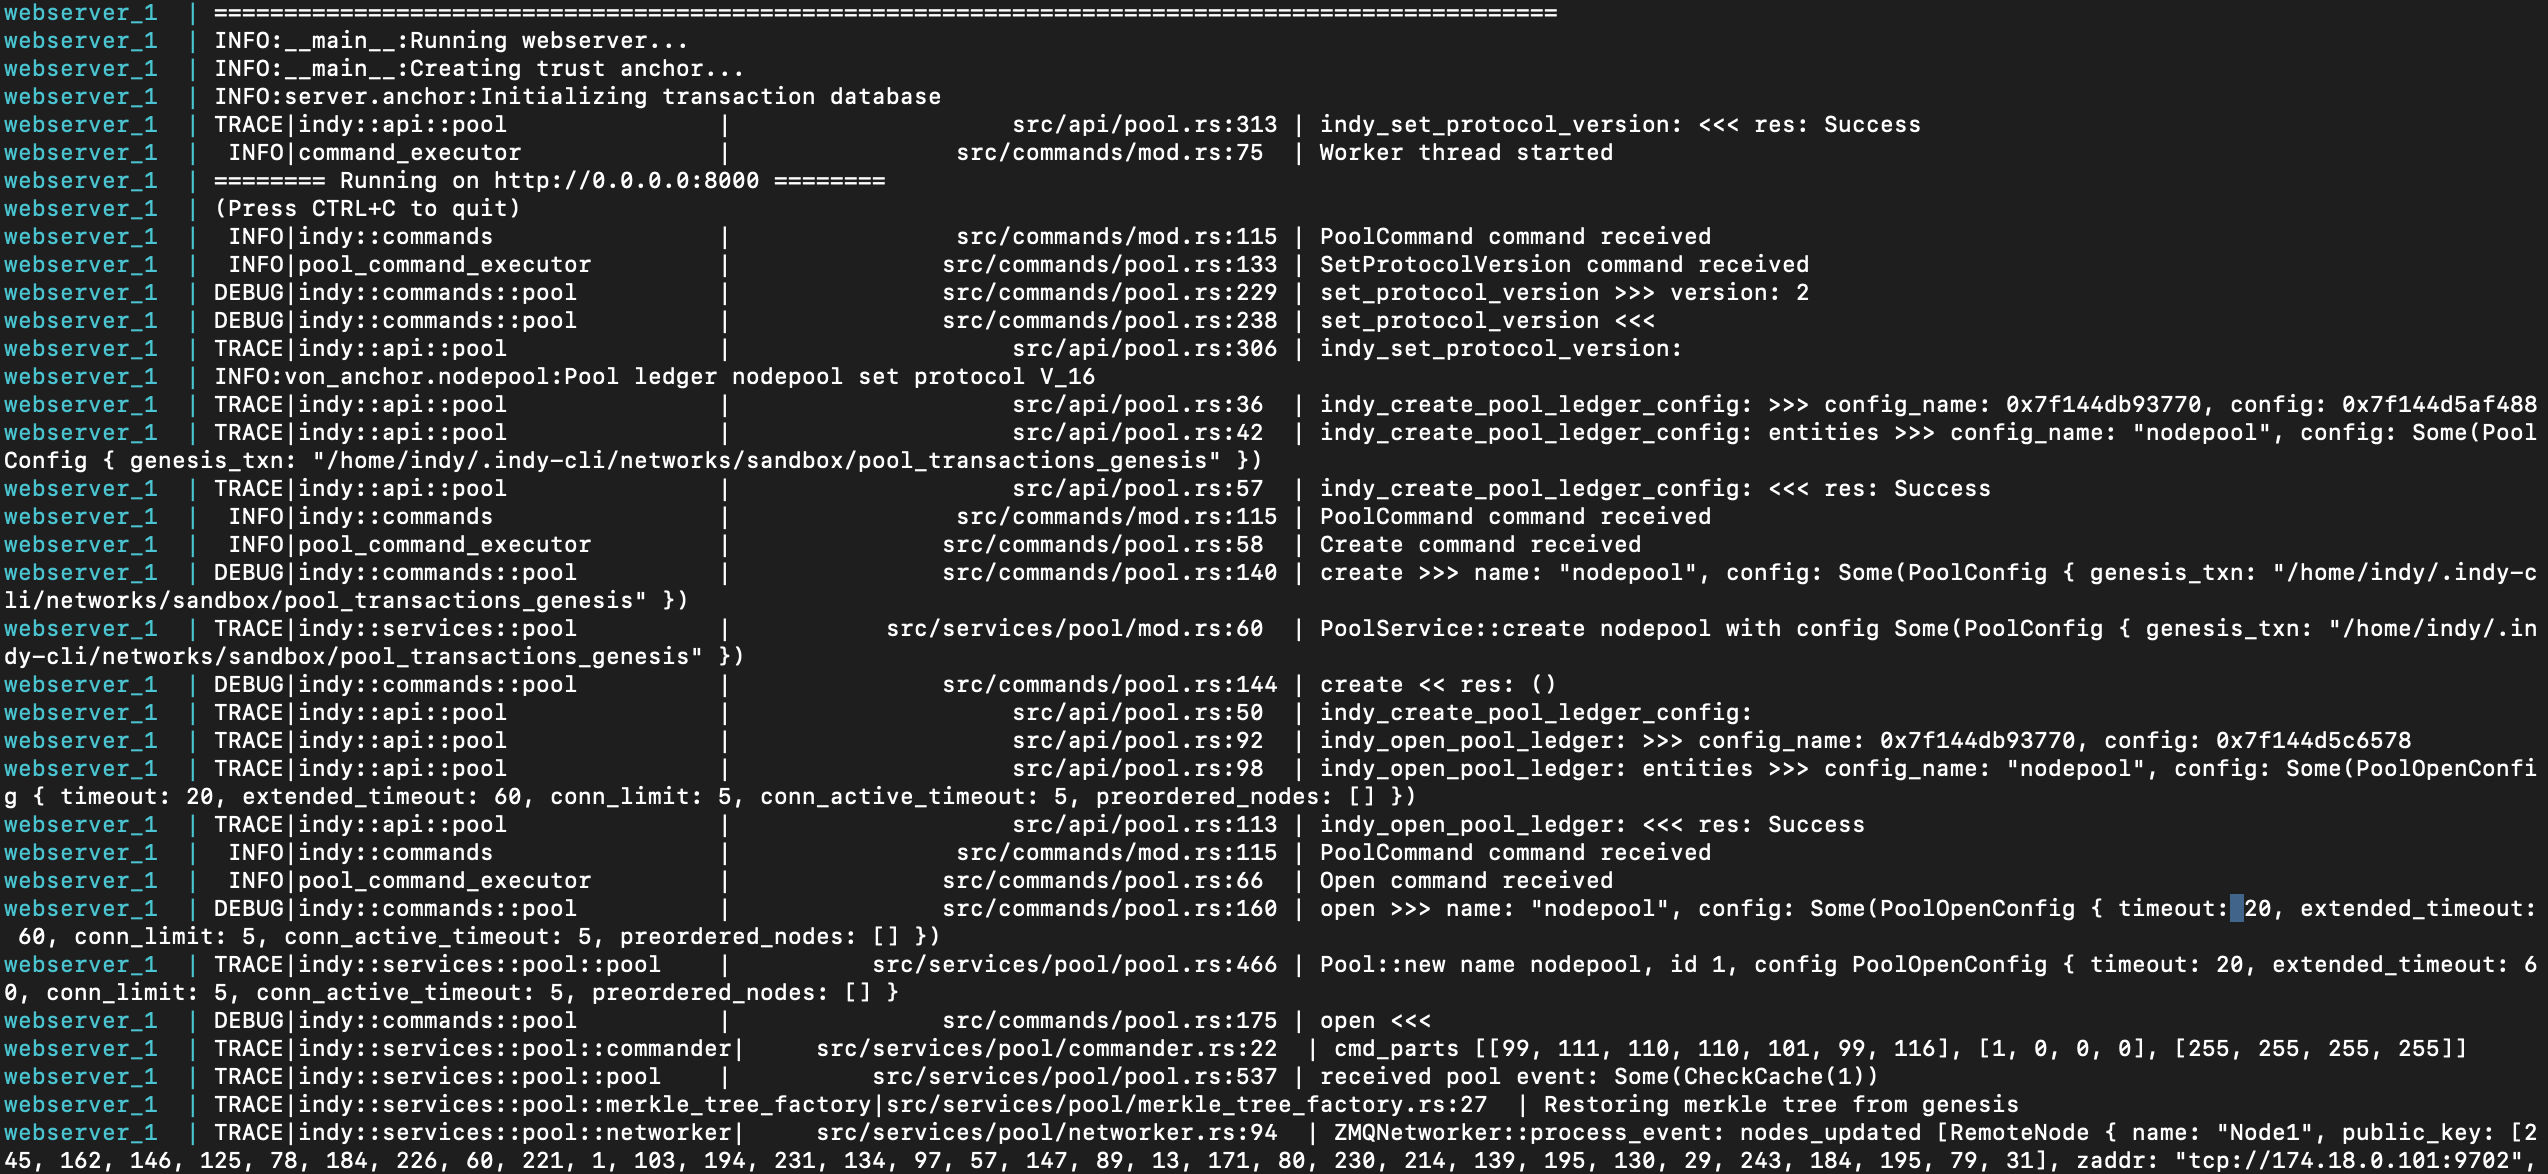 webserver_1  | ================================================================================================
webserver_1  | INFO:__main__:Running webserver...
webserver_1  | INFO:__main__:Creating trust anchor...
webserver_1  | INFO:server.anchor:Initializing transaction database
webserver_1  | TRACE|indy::api::pool               |                    src/api/pool.rs:313 | indy_set_protocol_version: <<< res: Success
webserver_1  |  INFO|command_executor              |                src/commands/mod.rs:75  | Worker thread started
webserver_1  | ======== Running on http://0.0.0.0:8000 ========
webserver_1  | (Press CTRL+C to quit)
webserver_1  |  INFO|indy::commands                |                src/commands/mod.rs:115 | PoolCommand command received
webserver_1  |  INFO|pool_command_executor         |               src/commands/pool.rs:133 | SetProtocolVersion command received
webserver_1  | DEBUG|indy::commands::pool          |               src/commands/pool.rs:229 | set_protocol_version >>> version: 2
webserver_1  | DEBUG|indy::commands::pool          |               src/commands/pool.rs:238 | set_protocol_version <<<
webserver_1  | TRACE|indy::api::pool               |                    src/api/pool.rs:306 | indy_set_protocol_version:
webserver_1  | INFO:von_anchor.nodepool:Pool ledger nodepool set protocol V_16
webserver_1  | TRACE|indy::api::pool               |                    src/api/pool.rs:36  | indy_create_pool_ledger_config: >>> config_name: 0x7f144db93770, config: 0x7f144d5af488
webserver_1  | TRACE|indy::api::pool               |                    src/api/pool.rs:42  | indy_create_pool_ledger_config: entities >>> config_name: "nodepool", config: Some(Pool
Config { genesis_txn: "/home/indy/.indy-cli/networks/sandbox/pool_transactions_genesis" })
webserver_1  | TRACE|indy::api::pool               |                    src/api/pool.rs:57  | indy_create_pool_ledger_config: <<< res: Success
webserver_1  |  INFO|indy::commands                |                src/commands/mod.rs:115 | PoolCommand command received
webserver_1  |  INFO|pool_command_executor         |               src/commands/pool.rs:58  | Create command received
webserver_1  | DEBUG|indy::commands::pool          |               src/commands/pool.rs:140 | create >>> name: "nodepool", config: Some(PoolConfig { genesis_txn: "/home/indy/.indy-c
li/networks/sandbox/pool_transactions_genesis" })
webserver_1  | TRACE|indy::services::pool          |           src/services/pool/mod.rs:60  | PoolService::create nodepool with config Some(PoolConfig { genesis_txn: "/home/indy/.in
dy-cli/networks/sandbox/pool_transactions_genesis" })
webserver_1  | DEBUG|indy::commands::pool          |               src/commands/pool.rs:144 | create << res: ()
webserver_1  | TRACE|indy::api::pool               |                    src/api/pool.rs:50  | indy_create_pool_ledger_config:
webserver_1  | TRACE|indy::api::pool               |                    src/api/pool.rs:92  | indy_open_pool_ledger: >>> config_name: 0x7f144db93770, config: 0x7f144d5c6578
webserver_1  | TRACE|indy::api::pool               |                    src/api/pool.rs:98  | indy_open_pool_ledger: entities >>> config_name: "nodepool", config: Some(PoolOpenConfi
g { timeout: 20, extended_timeout: 60, conn_limit: 5, conn_active_timeout: 5, preordered_nodes: [] })
webserver_1  | TRACE|indy::api::pool               |                    src/api/pool.rs:113 | indy_open_pool_ledger: <<< res: Success
webserver_1  |  INFO|indy::commands                |                src/commands/mod.rs:115 | PoolCommand command received
webserver_1  |  INFO|pool_command_executor         |               src/commands/pool.rs:66  | Open command received
webserver_1  | DEBUG|indy::commands::pool          |               src/commands/pool.rs:160 | open >>> name: "nodepool", config: Some(PoolOpenConfig { timeout: 20, extended_timeout:
 60, conn_limit: 5, conn_active_timeout: 5, preordered_nodes: [] })
webserver_1  | TRACE|indy::services::pool::pool    |          src/services/pool/pool.rs:466 | Pool::new name nodepool, id 1, config PoolOpenConfig { timeout: 20, extended_timeout: 6
0, conn_limit: 5, conn_active_timeout: 5, preordered_nodes: [] }
webserver_1  | DEBUG|indy::commands::pool          |               src/commands/pool.rs:175 | open <<<
webserver_1  | TRACE|indy::services::pool::commander|     src/services/pool/commander.rs:22  | cmd_parts [[99, 111, 110, 110, 101, 99, 116], [1, 0, 0, 0], [255, 255, 255, 255]]
webserver_1  | TRACE|indy::services::pool::pool    |          src/services/pool/pool.rs:537 | received pool event: Some(CheckCache(1))
webserver_1  | TRACE|indy::services::pool::merkle_tree_factory|src/services/pool/merkle_tree_factory.rs:27  | Restoring merkle tree from genesis
webserver_1  | TRACE|indy::services::pool::networker|     src/services/pool/networker.rs:94  | ZMQNetworker::process_event: nodes_updated [RemoteNode { name: "Node1", public_key: [2
45, 162, 146, 125, 78, 184, 226, 60, 221, 1, 103, 194, 231, 134, 97, 57, 147, 89, 13, 171, 80, 230, 214, 139, 195, 130, 29, 243, 184, 195, 79, 31], zaddr: "tcp://174.18.0.101:9702",